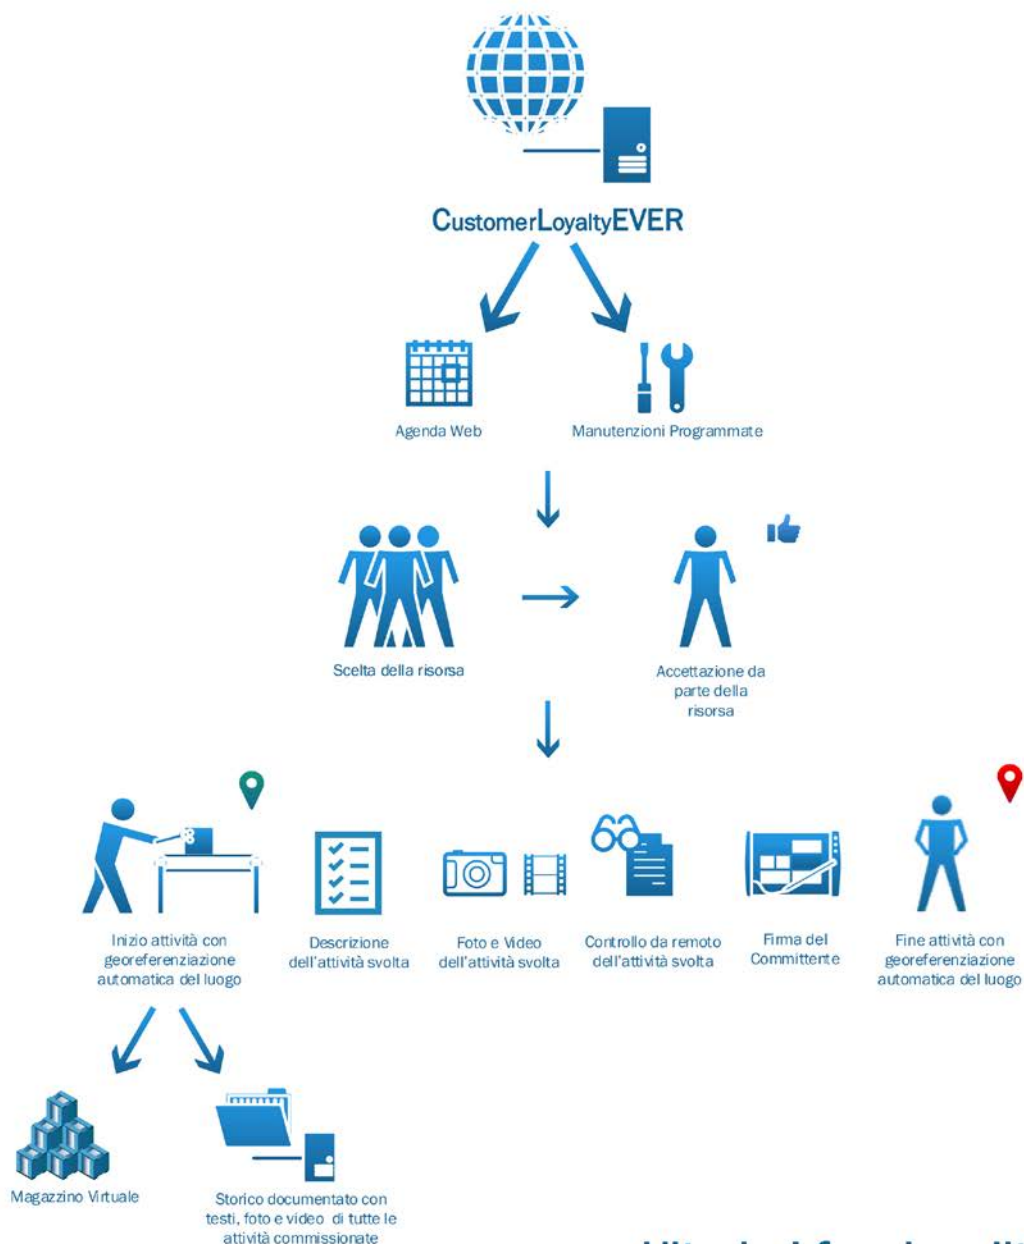 CustomerLoyaltyEVER
Agenda Web
Manutenzioni Programmate
Scelta della risorsa
Accettazione da
parte della
risorsa
Inizio attività con
georeferenziazione
automatica del luogo
Descrizione
dell'attività svolta
Foto e Video
dell'attività svolta
Controllo da remoto
dell'attività svolta
Firma del
Committente
Fine attività con
georeferenziazione
automatica del luogo
Magazzino Virtuale
Storico documentato con
testi, foto e video di tutte le
attività commissionate